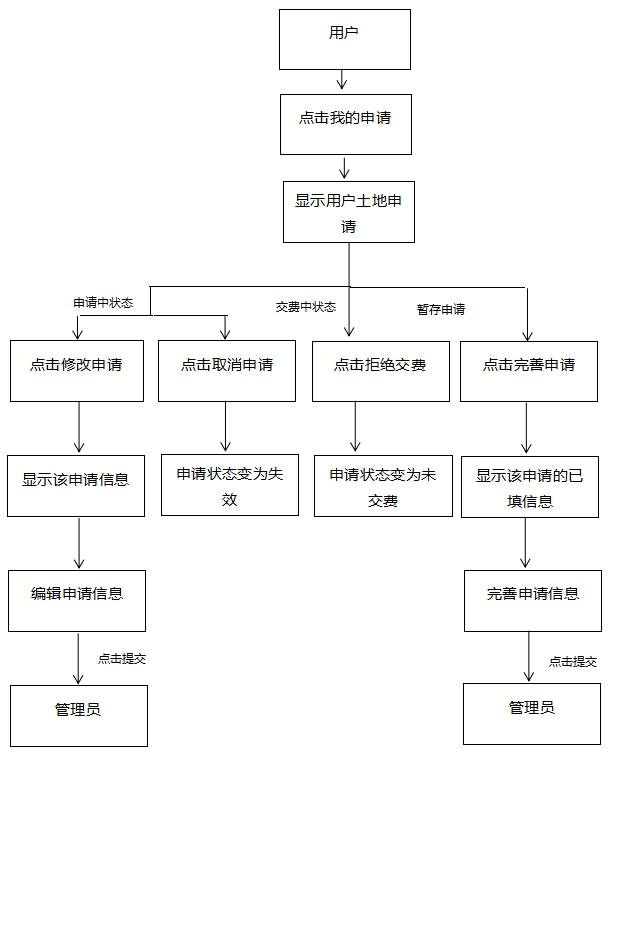 用户
点击我的申请
显示用户土地申
请
申请中状态
交费中状态
暂存申请
点击修改申请
点击取消申请
点击拒绝交费
点击完善申请
显示该申请信息
申请状态变为失
效
申请状态变为未
交费
显示该申请的已
填信息
编辑申请信息
完善申请信息
点击提交
点击提交
管理员
管理员